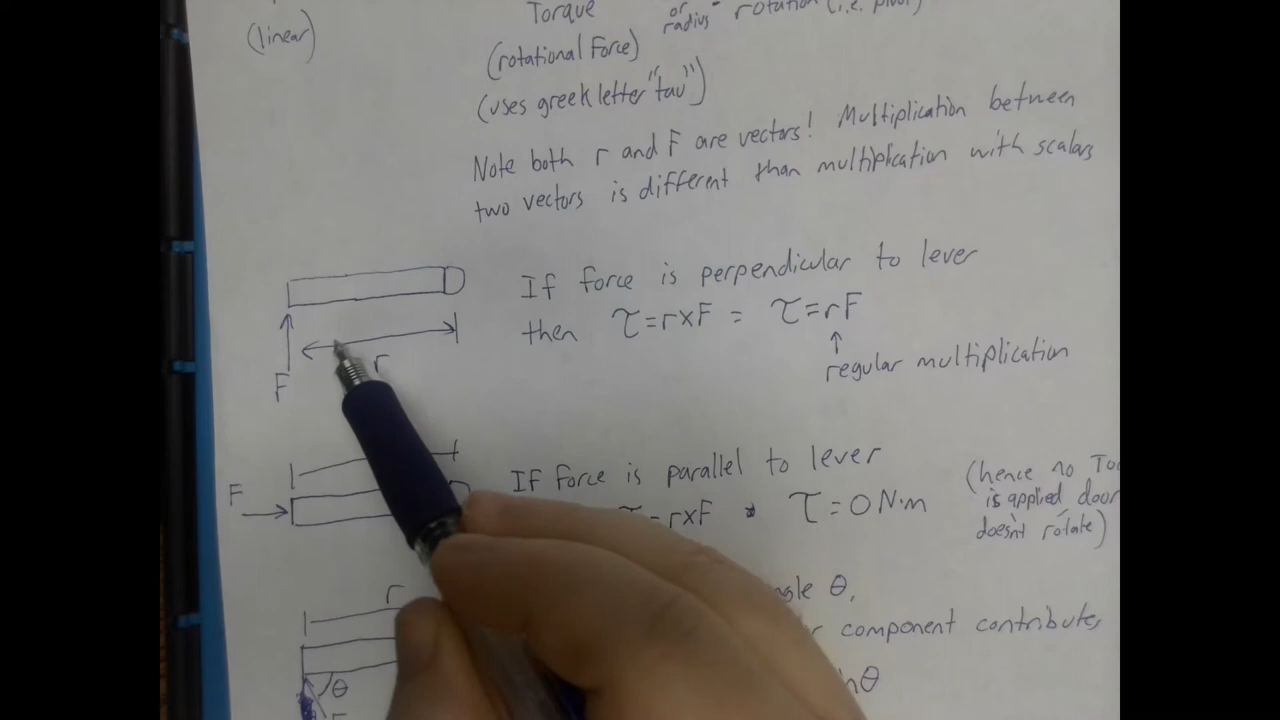 Torque or radius rotation (i.e. pivot)
(linear)
(rotational Force)
(uses greek letter "tau")
Note both r and F are vectors! Multiplication between
two vectors is different than multiplication with scalars
If force is perpendicular to lever
then τ=r×F = τ=rF
↑
regular multiplication
F
r
If force is parallel to lever
τ=r×F τ=0 N·m
(hence no
is applied door
doesn't rotate)
F
r
θ
θ,
component contributes,
θ